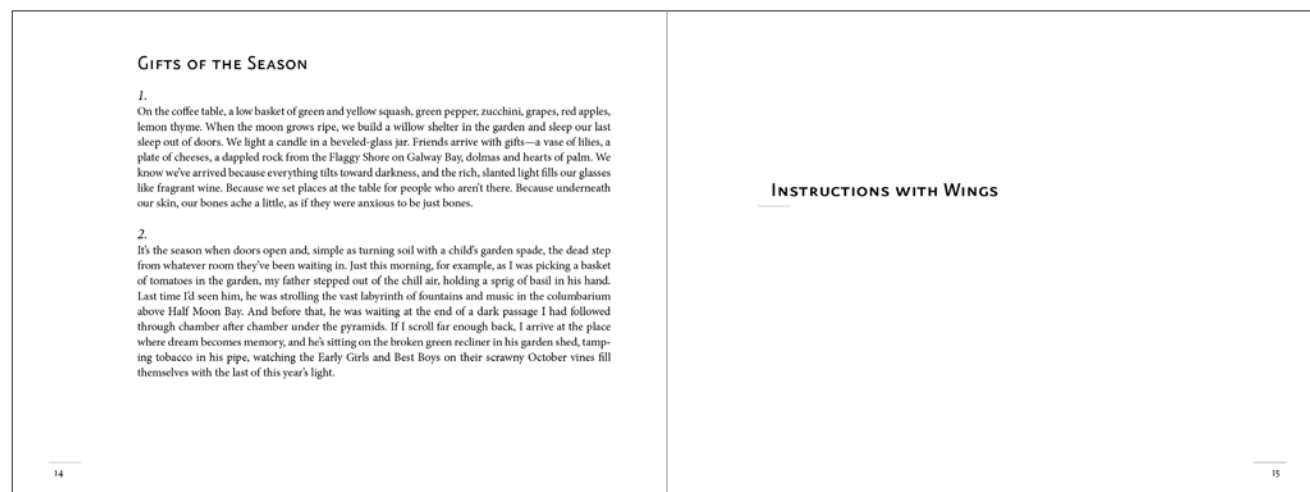 Gifts of the Season
1.
On the coffee table, a low basket of green and yellow squash, green pepper, zucchini, grapes, red apples,
lemon thyme. When the moon grows ripe, we build a willow shelter in the garden and sleep our last
sleep out of doors. We light a candle in a beveled-glass jar. Friends arrive with gifts—a vase of lilies, a
plate of cheeses, a dappled rock from the Flaggy Shore on Galway Bay, dolmas and hearts of palm. We
know we’ve arrived because everything tilts toward darkness, and the rich, slanted light fills our glasses
like fragrant wine. Because we set places at the table for people who aren’t there. Because underneath
our skin, our bones ache a little, as if they were anxious to be just bones.
2.
It’s the season when doors open and, simple as turning soil with a child’s garden spade, the dead step
from whatever room they’ve been waiting in. Just this morning, for example, as I was picking a basket
of tomatoes in the garden, my father stepped out of the chill air, holding a sprig of basil in his hand.
Last time I’d seen him, he was strolling the vast labyrinth of fountains and music in the columbarium
above Half Moon Bay. And before that, he was waiting at the end of a dark passage I had followed
through chamber after chamber under the pyramids. If I scroll far enough back, I arrive at the place
where dream becomes memory, and he’s sitting on the broken green recliner in his garden shed, tamp-
ing tobacco in his pipe, watching the Early Girls and Best Boys on their scrawny October vines fill
themselves with the last of this year’s light.
14
Instructions with Wings
15